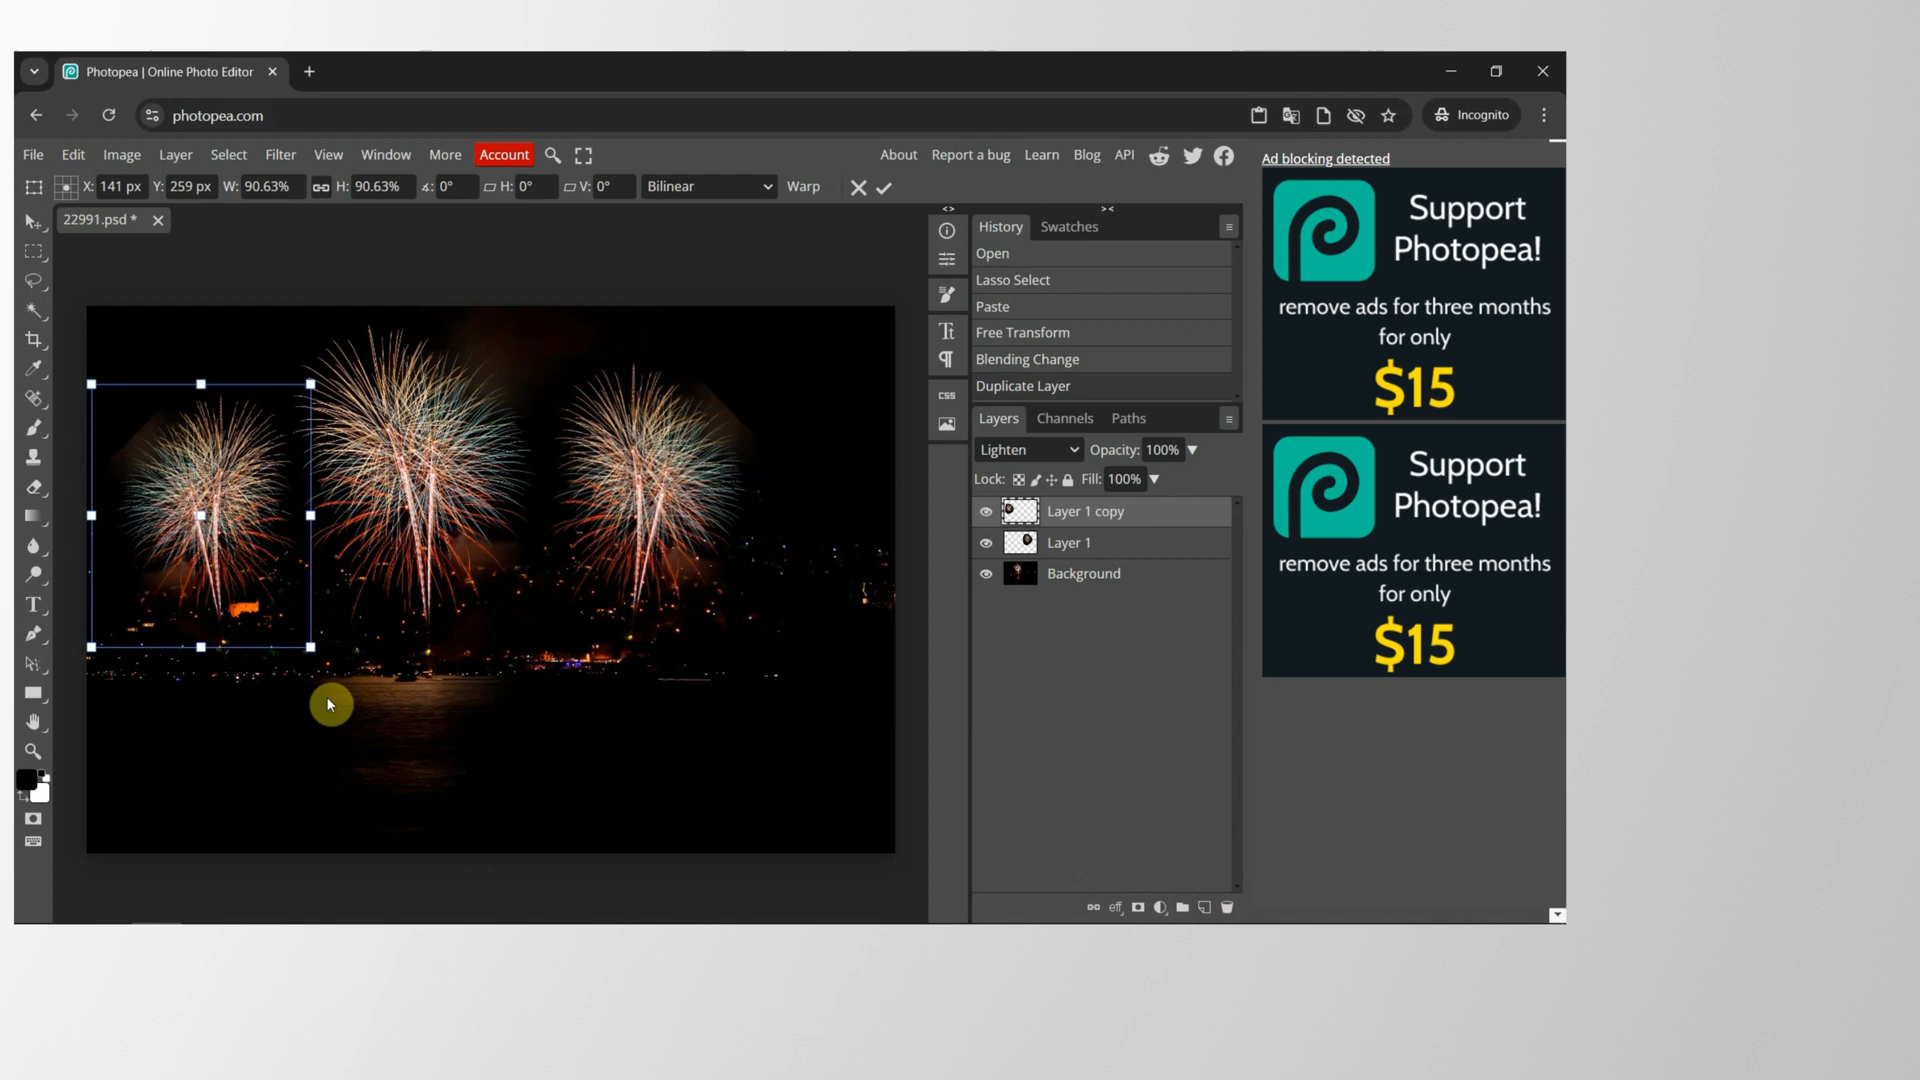 Photopea | Online Photo Editor
photopea.com
Incognito
File Edit Image Layer Select Filter View Window More Account
About Report a bug Learn Blog API
X: 141 px Y: 259 px W: 90.63% H: 90.63% ∡: 0° H: 0° V: 0° Bilinear Warp
22991.psd *
History Swatches
Open
Lasso Select
Paste
Free Transform
Blending Change
Duplicate Layer
Layers Channels Paths
Lighten Opacity: 100%
Lock: Fill: 100%
Layer 1 copy
Layer 1
Background
CSS
eff
Ad blocking detected
Support
Photopea!
remove ads for three months
for only
$15
Support
Photopea!
remove ads for three months
for only
$15